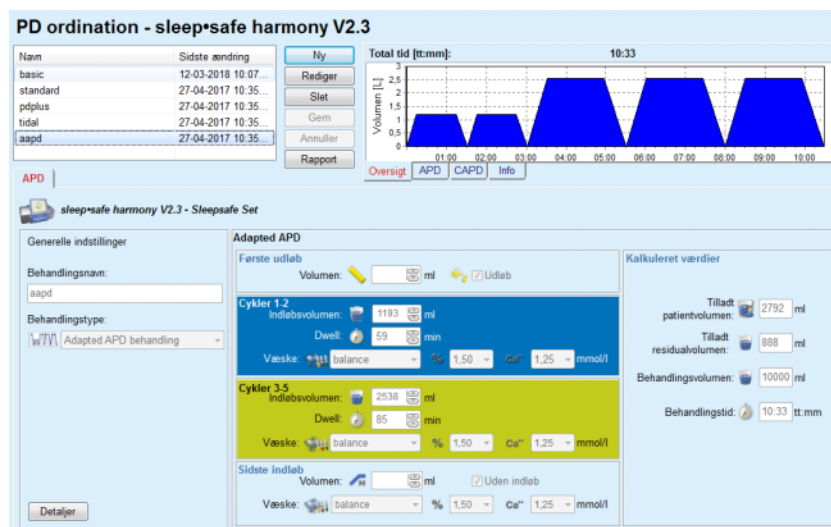 PD ordination - sleep•safe harmony V2.3
Navn Sidste ændring
basic 12-03-2018 10:07...
standard 27-04-2017 10:35...
pdplus 27-04-2017 10:35...
tidal 27-04-2017 10:35...
aapd 27-04-2017 10:35...
Ny
Rediger
Slet
Gem
Annuller
Rapport
Total tid [tt:mm]: 10:33
Volumen [L]
3
2,5
2
1,5
1
0,5
0
01:00 02:00 03:00 04:00 05:00 06:00 07:00 08:00 09:00 10:00
Oversigt APD CAPD Info
APD
sleep•safe harmony V2.3 - Sleepsafe Set
Generelle indstillinger
Behandlingsnavn:
aapd
Behandlingstype:
Adapted APD behandling
Detaljer
Adapted APD
Første udløb
Volumen: ml Udløb
Cykler 1-2
Indløbsvolumen: 1193 ml
Dwell: 59 min
Væske: balance % 1,50 Ca⁺⁺ 1,25 mmol/l
Cykler 3-5
Indløbsvolumen: 2538 ml
Dwell: 85 min
Væske: balance % 1,50 Ca⁺⁺ 1,25 mmol/l
Sidste indløb
Volumen: ml Uden indløb
Væske: balance % 1,50 Ca⁺⁺ 1,25 mmol/l
Kalkuleret værdier
Tilladt
patientvolumen: 2792 ml
Tilladt
residualvolumen: 888 ml
Behandlingsvolumen: 10000 ml
Behandlingstid: 10:33 tt:mm